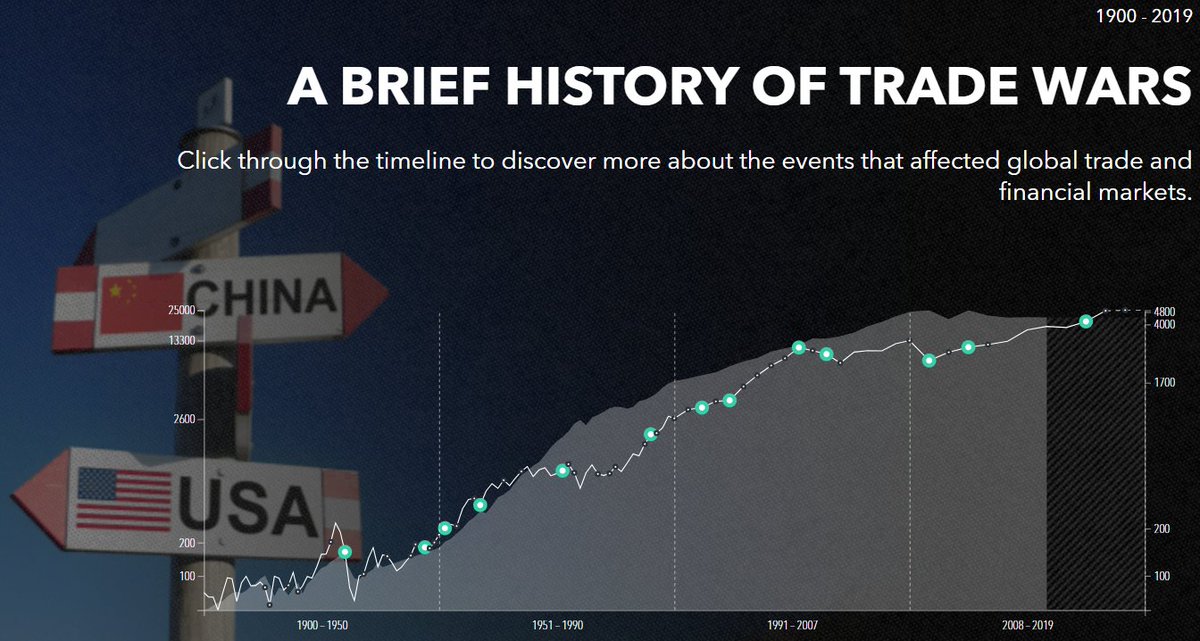 1900 - 2019
A BRIEF HISTORY OF TRADE WARS
Click through the timeline to discover more about the events that affected global trade and
financial markets.
CHINA
25000
4800
4000
13300
1700
2600
USA
200
200
100
100
1900 – 1950
1951 – 1990
1991 – 2007
2008 – 2019